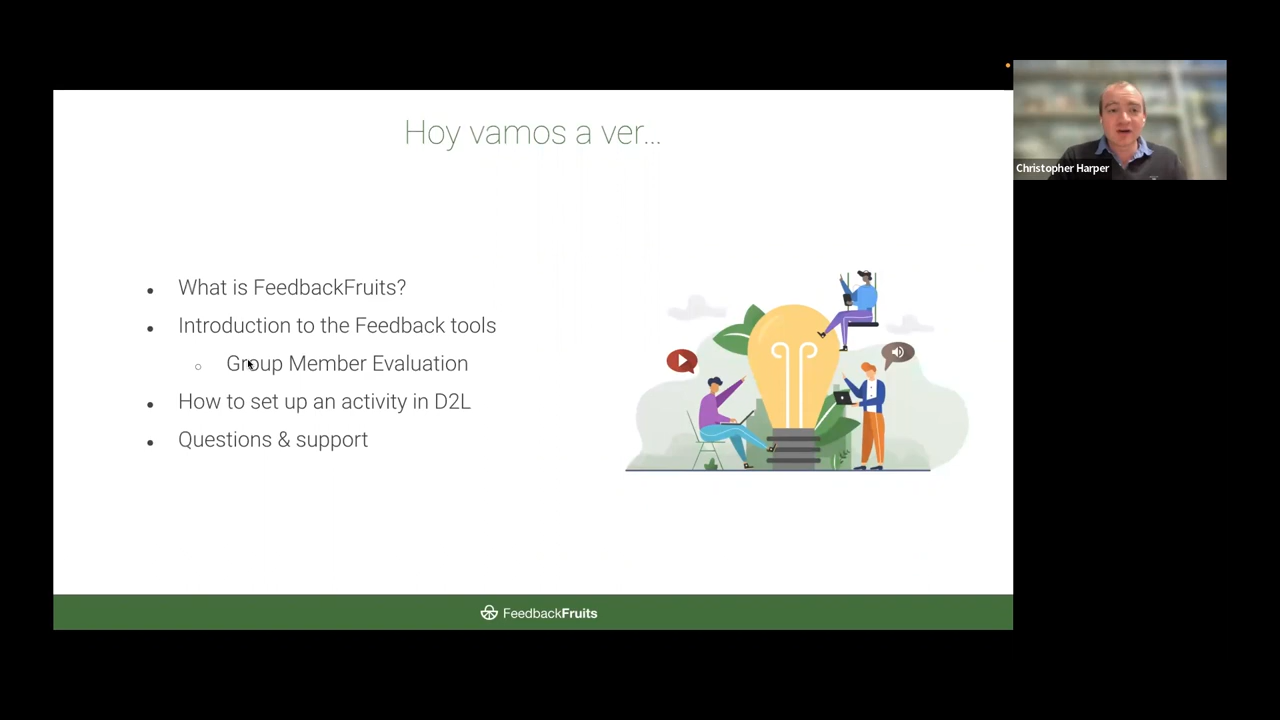 Hoy vamos a ver...
What is FeedbackFruits?
Introduction to the Feedback tools
Group Member Evaluation
How to set up an activity in D2L
Questions & support
FeedbackFruits
Christopher Harper